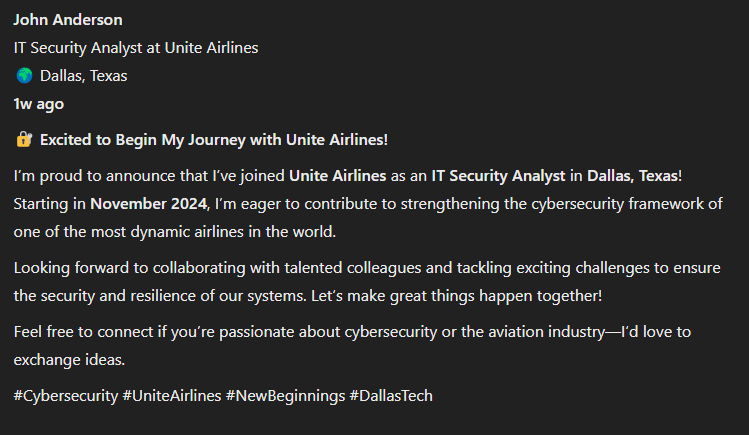 John Anderson
IT Security Analyst at Unite Airlines
🌍 Dallas, Texas
1w ago
🔐 Excited to Begin My Journey with Unite Airlines!
I’m proud to announce that I’ve joined Unite Airlines as an IT Security Analyst in Dallas, Texas!
Starting in November 2024, I’m eager to contribute to strengthening the cybersecurity framework of
one of the most dynamic airlines in the world.
Looking forward to collaborating with talented colleagues and tackling exciting challenges to ensure
the security and resilience of our systems. Let’s make great things happen together!
Feel free to connect if you’re passionate about cybersecurity or the aviation industry—I’d love to
exchange ideas.
#Cybersecurity #UniteAirlines #NewBeginnings #DallasTech